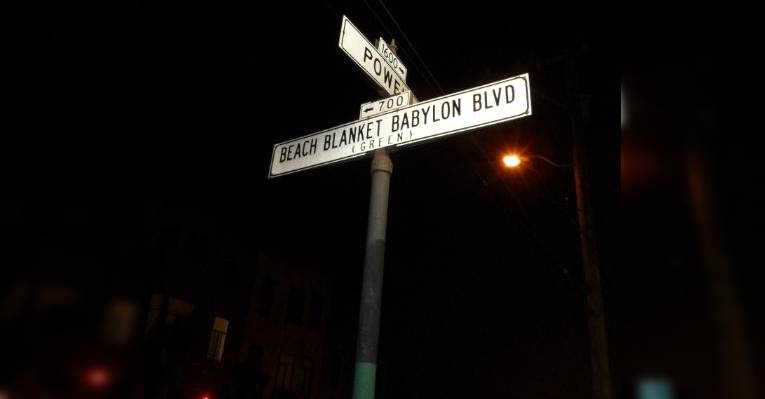 1600 →
POWE
← 700
BEACH BLANKET BABYLON BLVD
(GREEN)